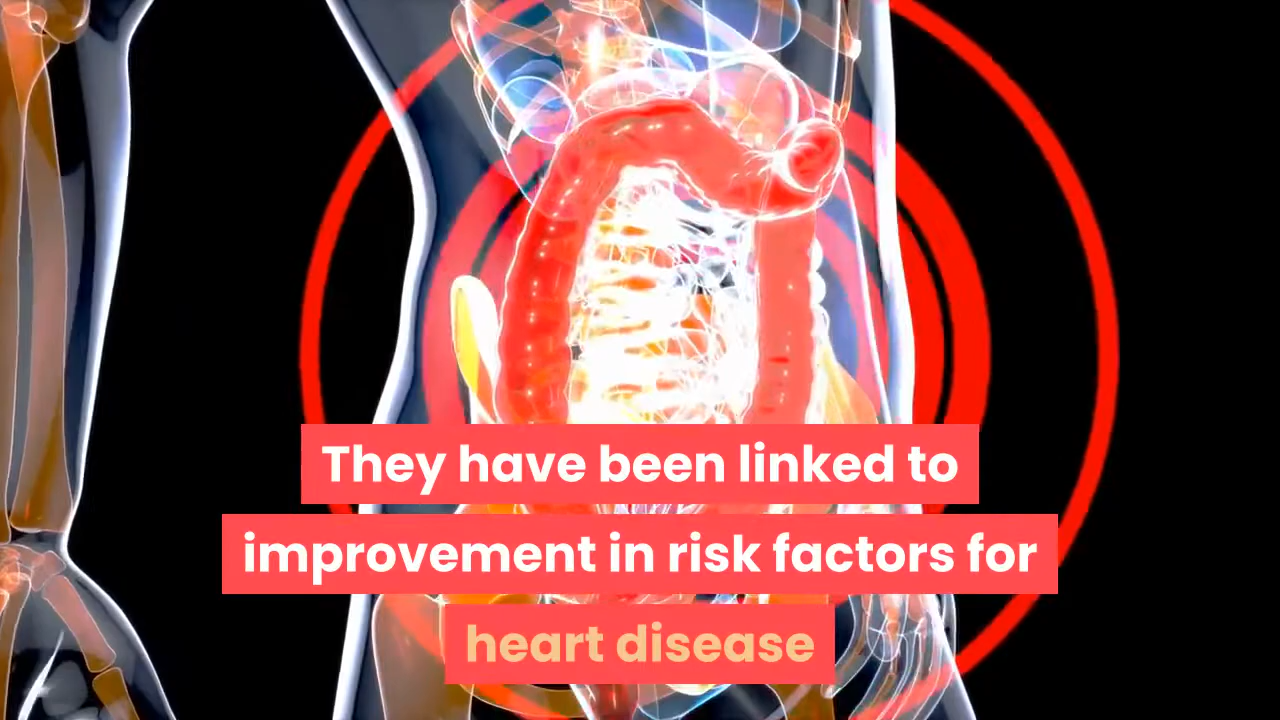 They have been linked to
improvement in risk factors for
heart disease